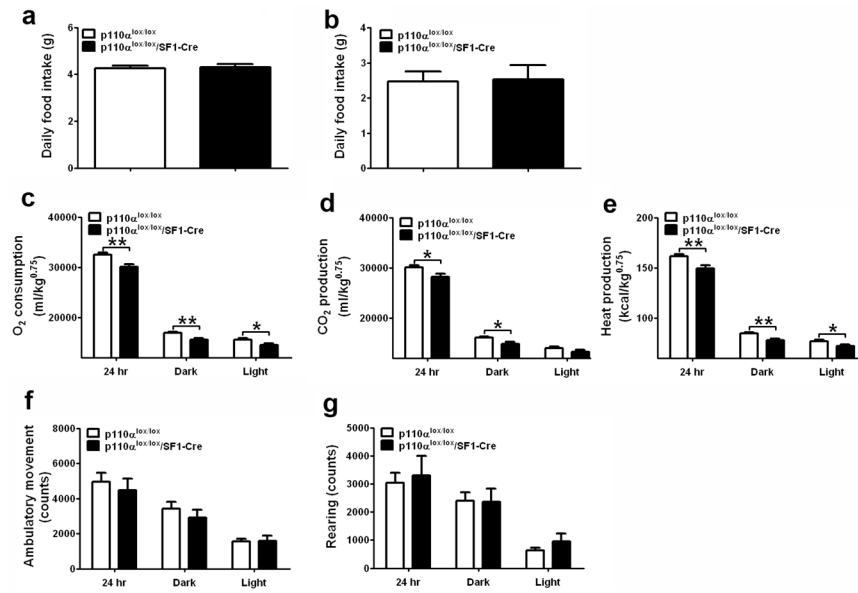 a
p110αlox/lox
p110αlox/lox/SF1-Cre
Daily food intake (g)
6
4
2
0
b
p110αlox/lox
p110αlox/lox/SF1-Cre
Daily food intake (g)
4
3
2
1
0
c
p110αlox/lox
p110αlox/lox/SF1-Cre
O2 consumption
(ml/kg0.75)
40000
30000
20000
**
**
*
24 hr Dark Light
d
p110αlox/lox
p110αlox/lox/SF1-Cre
CO2 production
(ml/kg0.75)
40000
30000
20000
*
*
24 hr Dark Light
e
p110αlox/lox
p110αlox/lox/SF1-Cre
Heat production
(kcal/kg0.75)
200
150
100
**
**
*
24 hr Dark Light
f
p110αlox/lox
p110αlox/lox/SF1-Cre
Ambulatory movement
(counts)
8000
6000
4000
2000
0
24 hr Dark Light
g
p110αlox/lox
p110αlox/lox/SF1-Cre
Rearing (counts)
5000
4000
3000
2000
1000
0
24 hr Dark Light